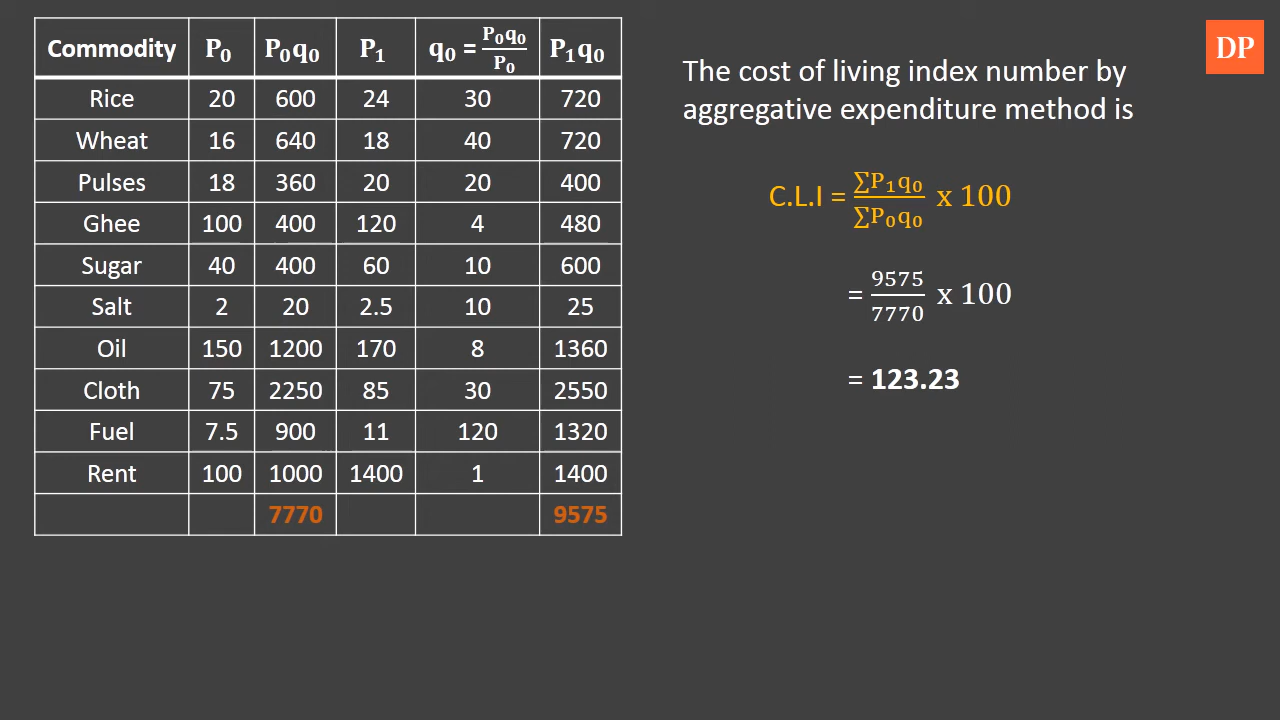 Commodity P₀ P₀q₀ P₁ q₀ = P₀q₀/P₀ P₁q₀
Rice 20 600 24 30 720
Wheat 16 640 18 40 720
Pulses 18 360 20 20 400
Ghee 100 400 120 4 480
Sugar 40 400 60 10 600
Salt 2 20 2.5 10 25
Oil 150 1200 170 8 1360
Cloth 75 2250 85 30 2550
Fuel 7.5 900 11 120 1320
Rent 100 1000 1400 1 1400
7770 9575
The cost of living index number by
aggregative expenditure method is
C.L.I = ∑P₁q₀/∑P₀q₀ x 100
= 9575/7770 x 100
= 123.23
DP